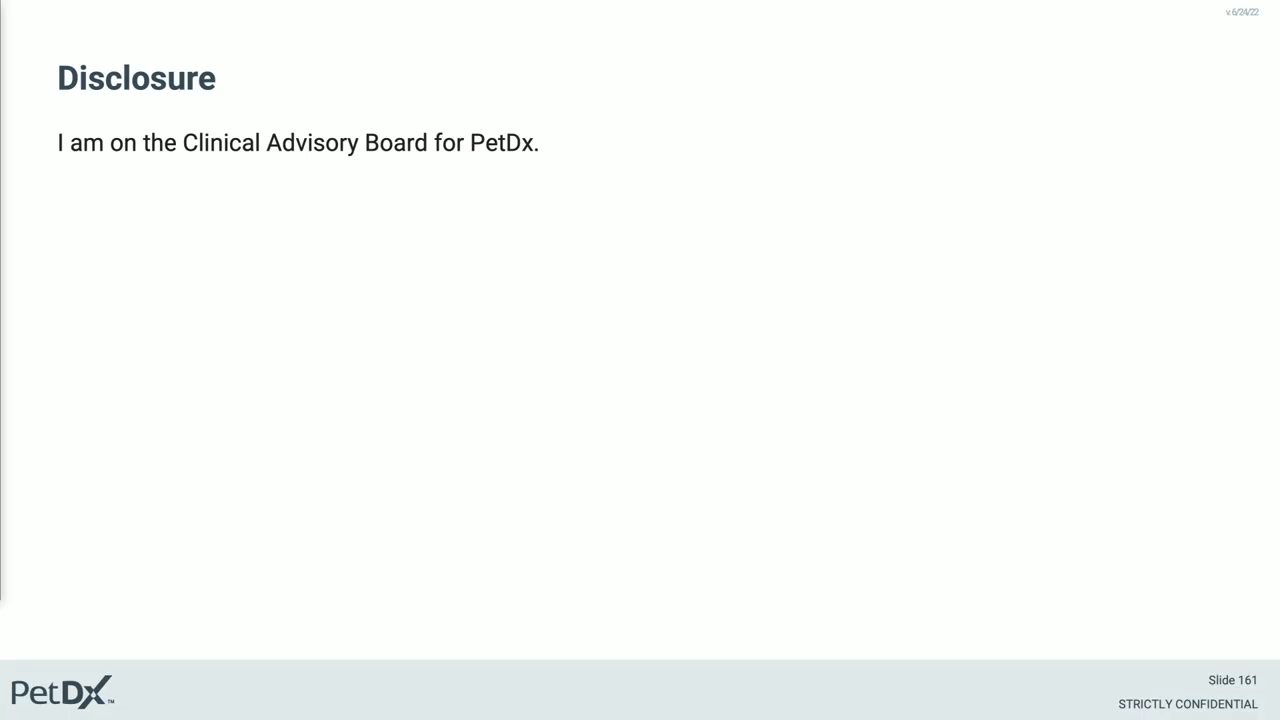 v.6/24/22
Disclosure
I am on the Clinical Advisory Board for PetDx.
PetDX™
Slide 161
STRICTLY CONFIDENTIAL